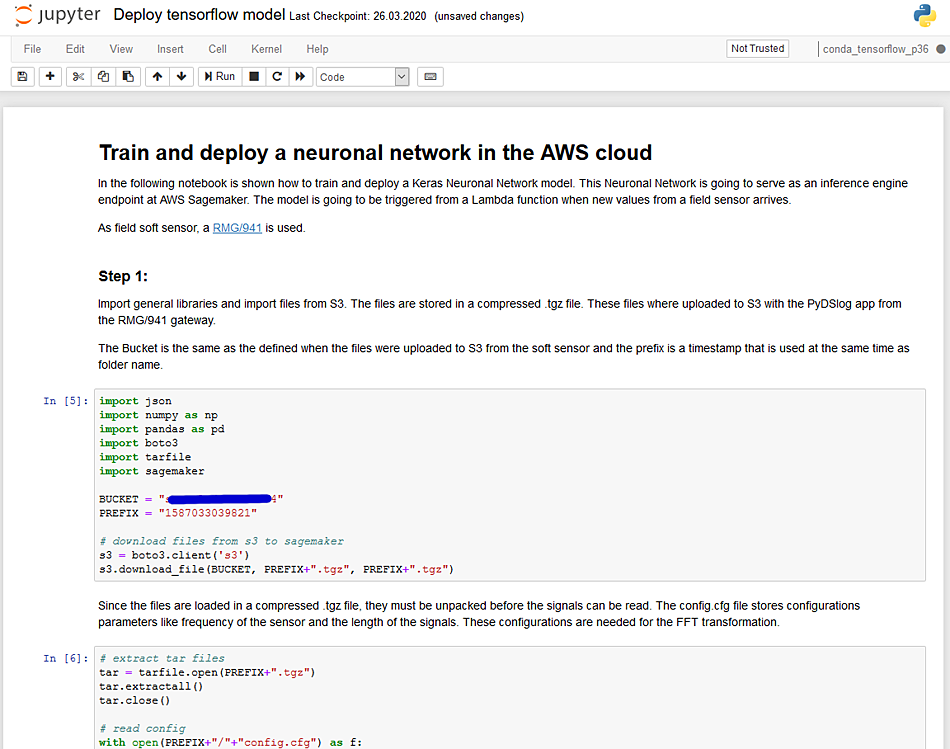 jupyter Deploy tensorflow model Last Checkpoint: 26.03.2020 (unsaved changes)
File Edit View Insert Cell Kernel Help Not Trusted conda_tensorflow_p36
Run Code
Train and deploy a neuronal network in the AWS cloud
In the following notebook is shown how to train and deploy a Keras Neuronal Network model. This Neuronal Network is going to serve as an inference engine
endpoint at AWS Sagemaker. The model is going to be triggered from a Lambda function when new values from a field sensor arrives.
As field soft sensor, a RMG/941 is used.
Step 1:
Import general libraries and import files from S3. The files are stored in a compressed .tgz file. These files where uploaded to S3 with the PyDSlog app from
the RMG/941 gateway.
The Bucket is the same as the defined when the files were uploaded to S3 from the soft sensor and the prefix is a timestamp that is used at the same time as
folder name.
In [5]: import json
import numpy as np
import pandas as pd
import boto3
import tarfile
import sagemaker
BUCKET = "
PREFIX = "1587033039821"
# download files from s3 to sagemaker
s3 = boto3.client('s3')
s3.download_file(BUCKET, PREFIX+".tgz", PREFIX+".tgz")
Since the files are loaded in a compressed .tgz file, they must be unpacked before the signals can be read. The config.cfg file stores configurations
parameters like frequency of the sensor and the length of the signals. These configurations are needed for the FFT transformation.
In [6]: # extract tar files
tar = tarfile.open(PREFIX+".tgz")
tar.extractall()
tar.close()
# read config
with open(PREFIX+"/"+"config.cfg") as f: